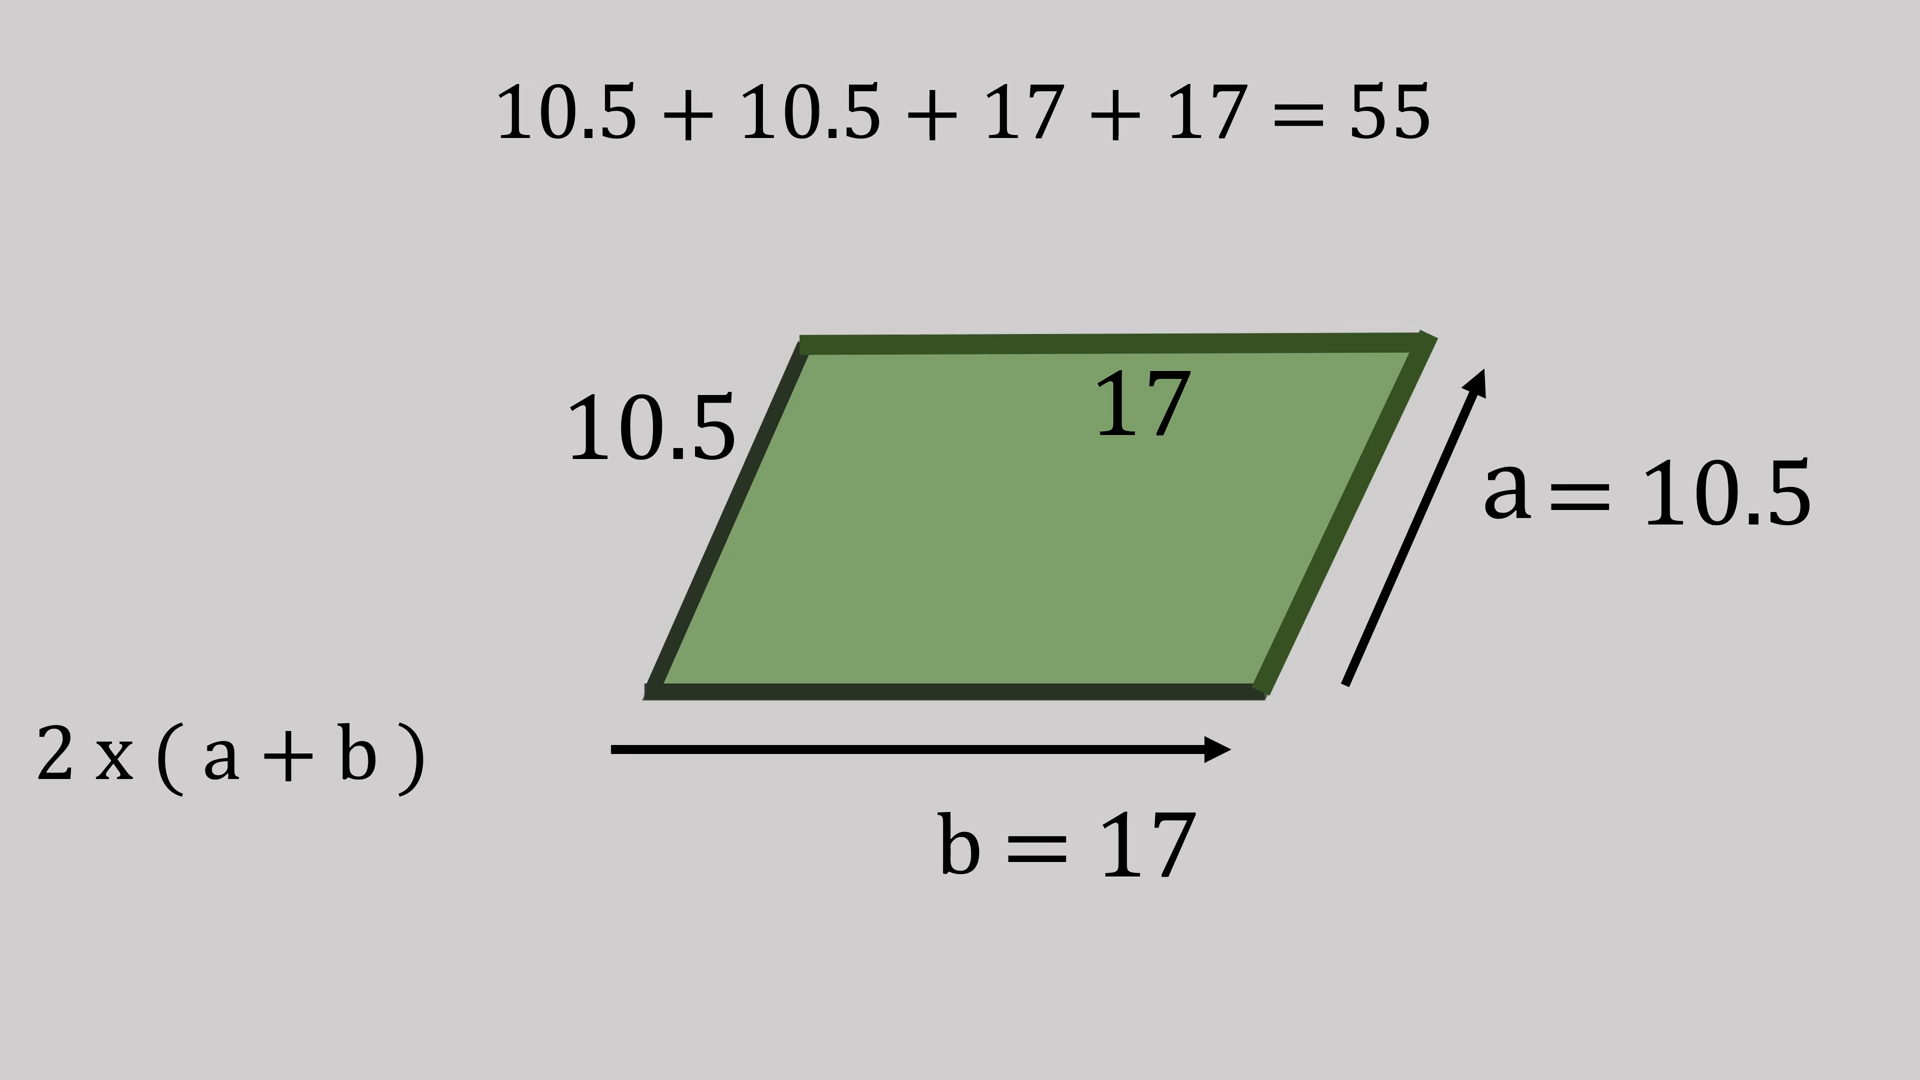 10.5 + 10.5 + 17 + 17 = 55
10.5
17
a = 10.5
2 x ( a + b )
b = 17